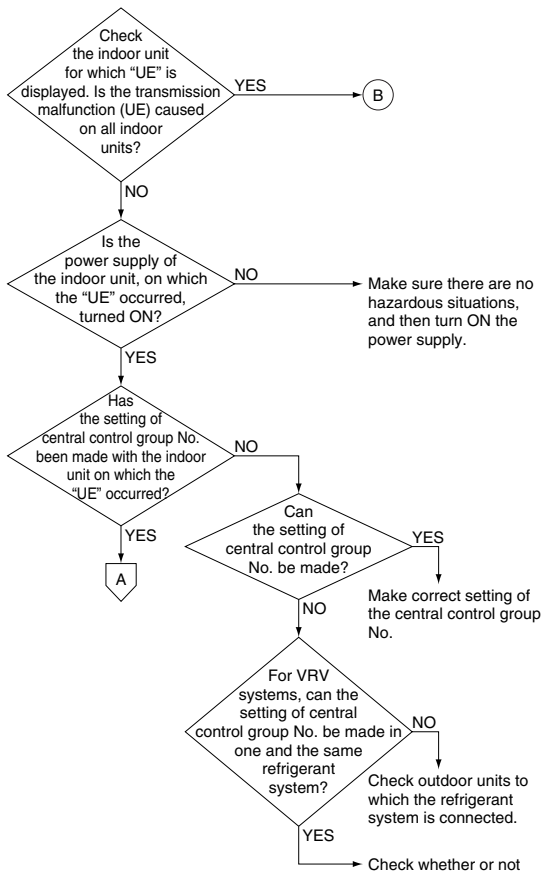 Check
the indoor unit
for which “UE” is
displayed. Is the transmission
malfunction (UE) caused
on all indoor
units?
YES
B
NO
Is the
power supply of
the indoor unit, on which
the “UE” occurred,
turned ON?
NO
Make sure there are no
hazardous situations,
and then turn ON the
power supply.
YES
Has
the setting of
central control group No.
been made with the indoor
unit on which the
“UE” occurred?
NO
YES
A
Can
the setting of
central control group
No. be made?
YES
Make correct setting of
the central control group
No.
NO
For VRV
systems, can the
setting of central
control group No. be made in
one and the same
refrigerant
system?
NO
Check outdoor units to
which the refrigerant
system is connected.
YES
Check whether or not